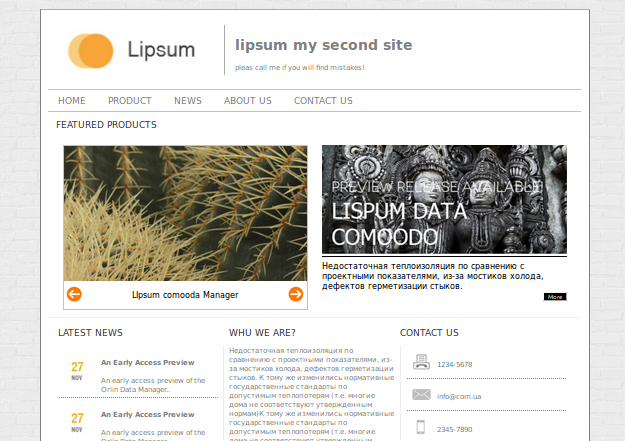 Lipsum
lipsum my second site
pleas call me if you will find mistakes!
HOME PRODUCT NEWS ABOUT US CONTACT US
FEATURED PRODUCTS
LIpsum comooda Manager
PREVIEW RELEASE AVAILABLE!
LISPUM DATA
COMOODO
Недостаточная теплоизоляция по сравнению с
проектными показателями, из-за мостиков холода,
дефектов герметизации стыков.
More
LATEST NEWS
27
NOV
An Early Access Preview
An early access preview of the
Orlin Data Manager..
27
NOV
An Early Access Preview
An early access preview of the
Orlin Data Manager..
WHU WE ARE?
Недостаточная теплоизоляция по
сравнению с проектными показателями, из-
за мостиков холода, дефектов герметизации
стыков. К тому же изменились нормативные
государственные стандарты по
допустимым теплопотерям (т.е. многие
дома не соответствуют утвержденным
нормам)К тому же изменились нормативные
государственные стандарты по
допустимым теплопотерям (т.е. многие
дома не соответствуют утвержденным
CONTACT US
1234-5678
info@com.ua
2345-7890